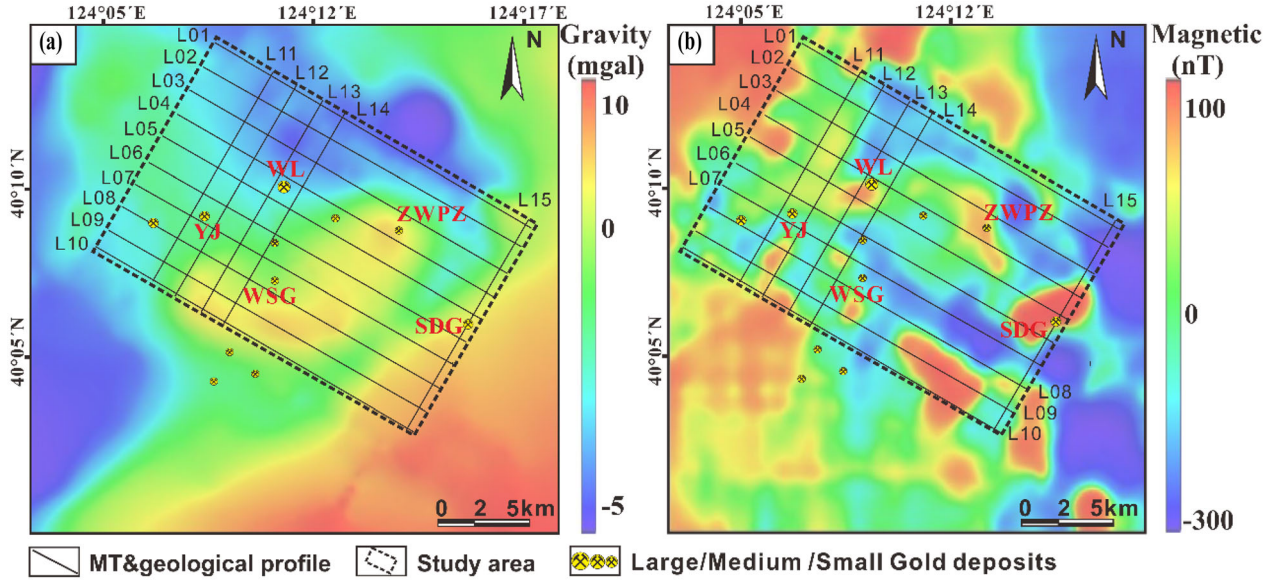 124°05′E 124°12′E 124°17′E
(a)
N
Gravity
(mgal)
10
0
-5
40°10′N
40°05′N
L01
L02
L03
L04
L05
L06
L07
L08
L09
L10
L11
L12
L13
L14
L15
WL
YJ
ZWPZ
WSG
SDG
0 2 5km
124°05′E 124°12′E
(b)
N
Magnetic
(nT)
100
0
-300
40°10′N
40°05′N
L01
L02
L03
L04
L05
L06
L07
L11
L12
L13
L14
L15
WL
YJ
ZWPZ
WSG
SDG
L08
L09
L10
0 2 5km
MT&geological profile
Study area
Large/Medium /Small Gold deposits